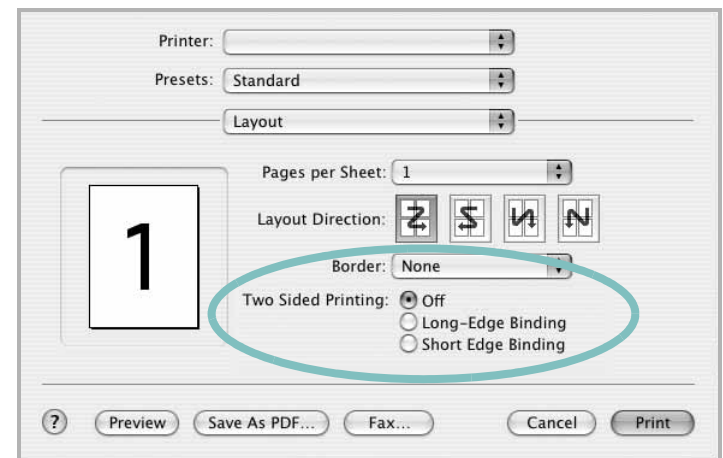 Printer:
Presets: Standard
Layout
Pages per Sheet: 1
Layout Direction:
Border: None
1
Two Sided Printing: Off
Long-Edge Binding
Short Edge Binding
? Preview Save As PDF... Fax... Cancel Print